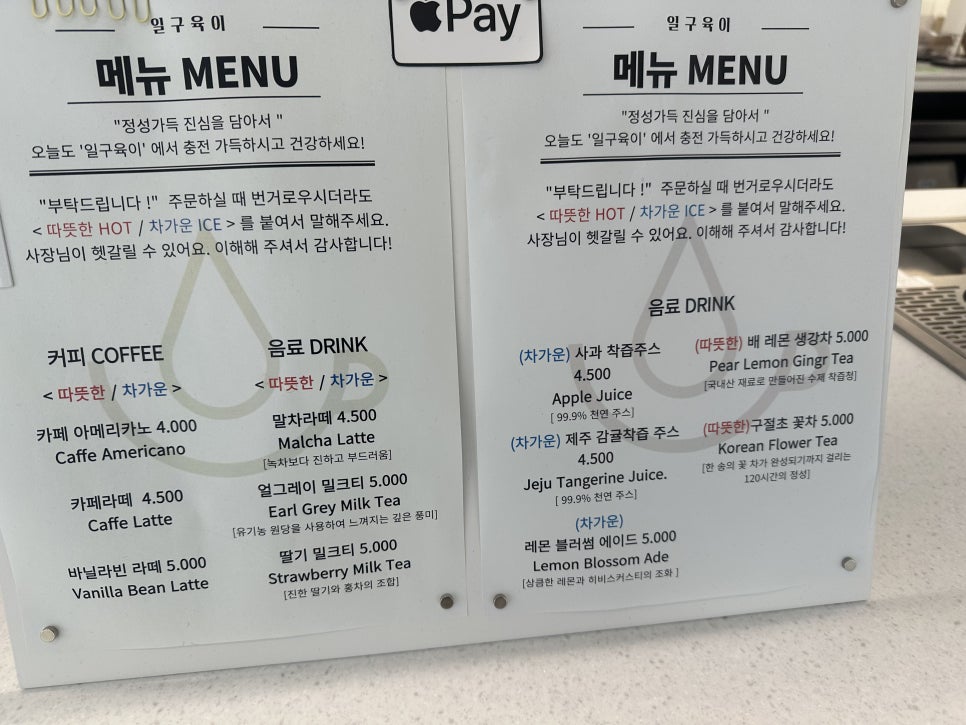 Pay
일구육이
메뉴 MENU
"정성가득 진심을 담아서 "
오늘도 '일구육이' 에서 충전 가득하시고 건강하세요!
"부탁드립니다 !" 주문하실 때 번거로우시더라도
< 따뜻한 HOT / 차가운 ICE > 를 붙여서 말해주세요.
사장님이 헷갈릴 수 있어요. 이해해 주셔서 감사합니다!
커피 COFFEE
< 따뜻한 / 차가운 >
카페 아메리카노 4.000
Caffe Americano
카페라떼 4.500
Caffe Latte
바닐라빈 라떼 5.000
Vanilla Bean Latte
음료 DRINK
< 따뜻한 / 차가운 >
말차라떼 4.500
Malcha Latte
[녹차보다 진하고 부드러움]
얼그레이 밀크티 5.000
Earl Grey Milk Tea
[유기농 원당을 사용하여 느껴지는 깊은 풍미]
딸기 밀크티 5.000
Strawberry Milk Tea
[진한 딸기와 홍차의 조합]
일구육이
메뉴 MENU
"정성가득 진심을 담아서 "
오늘도 '일구육이' 에서 충전 가득하시고 건강하세요!
"부탁드립니다 !" 주문하실 때 번거로우시더라도
< 따뜻한 HOT / 차가운 ICE > 를 붙여서 말해주세요.
사장님이 헷갈릴 수 있어요. 이해해 주셔서 감사합니다!
음료 DRINK
(차가운) 사과 착즙주스
4.500
Apple Juice
[ 99.9% 천연 주스]
(차가운) 제주 감귤착즙 주스
4.500
Jeju Tangerine Juice.
[ 99.9% 천연 주스]
(차가운)
레몬 블러썸 에이드 5.000
Lemon Blossom Ade
[상큼한 레몬과 히비스커스티의 조화 ]
(따뜻한) 배 레몬 생강차 5.000
Pear Lemon Gingr Tea
[국내산 재료로 만들어진 수제 착즙청]
(따뜻한)구절초 꽃차 5.000
Korean Flower Tea
[한 송의 꽃 차가 완성되기까지 걸리는
120시간의 정성]